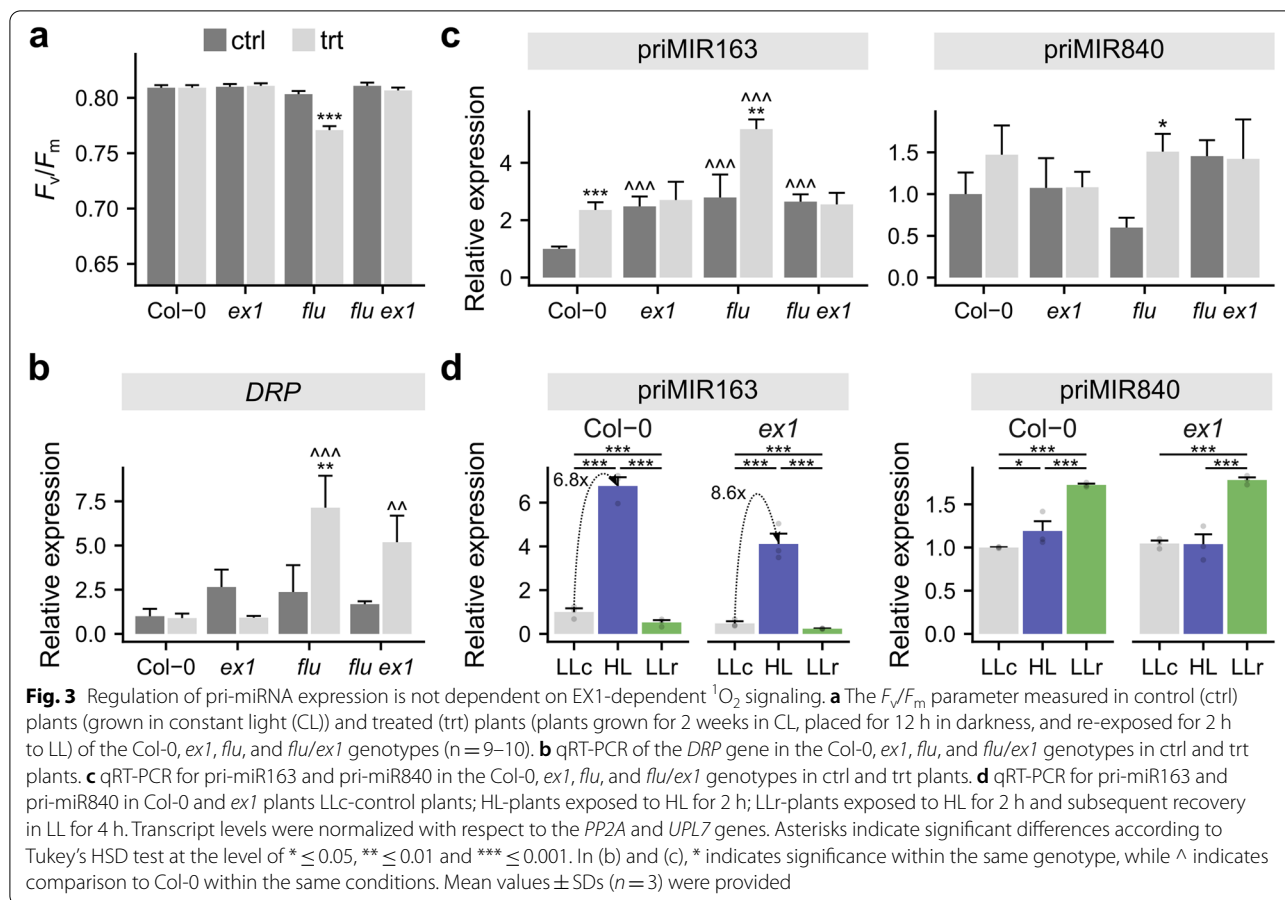 a
ctrl trt
Fv/Fm
0.80
0.75
0.70
0.65
Col−0 ex1 flu flu ex1
***
c
priMIR163
Relative expression
4
2
0
*** ^^^ ^^^ ^^^ ** ^^^
Col−0 ex1 flu flu ex1
priMIR840
1.5
1.0
0.5
0.0
*
Col−0 ex1 flu flu ex1
b
DRP
Relative expression
7.5
5.0
2.5
0.0
^^^
** ^^
Col−0 ex1 flu flu ex1
d
priMIR163
Col−0 ex1
Relative expression
6
4
2
0
***
*** ***
6.8x
***
*** ***
8.6x
LLc HL LLr LLc HL LLr
priMIR840
Col−0 ex1
Relative expression
1.5
1.0
0.5
0.0
***
* ***
***
***
LLc HL LLr LLc HL LLr
Fig. 3 Regulation of pri-miRNA expression is not dependent on EX1-dependent ¹O₂ signaling. a The Fv/Fm parameter measured in control (ctrl)
plants (grown in constant light (CL)) and treated (trt) plants (plants grown for 2 weeks in CL, placed for 12 h in darkness, and re-exposed for 2 h
to LL) of the Col-0, ex1, flu, and flu/ex1 genotypes (n = 9–10). b qRT-PCR of the DRP gene in the Col-0, ex1, flu, and flu/ex1 genotypes in ctrl and trt
plants. c qRT-PCR for pri-miR163 and pri-miR840 in the Col-0, ex1, flu, and flu/ex1 genotypes in ctrl and trt plants. d qRT-PCR for pri-miR163 and
pri-miR840 in Col-0 and ex1 plants LLc-control plants; HL-plants exposed to HL for 2 h; LLr-plants exposed to HL for 2 h and subsequent recovery
in LL for 4 h. Transcript levels were normalized with respect to the PP2A and UPL7 genes. Asterisks indicate significant differences according to
Tukey's HSD test at the level of * ≤ 0.05, ** ≤ 0.01 and *** ≤ 0.001. In (b) and (c), * indicates significance within the same genotype, while ^ indicates
comparison to Col-0 within the same conditions. Mean values ± SDs (n = 3) were provided